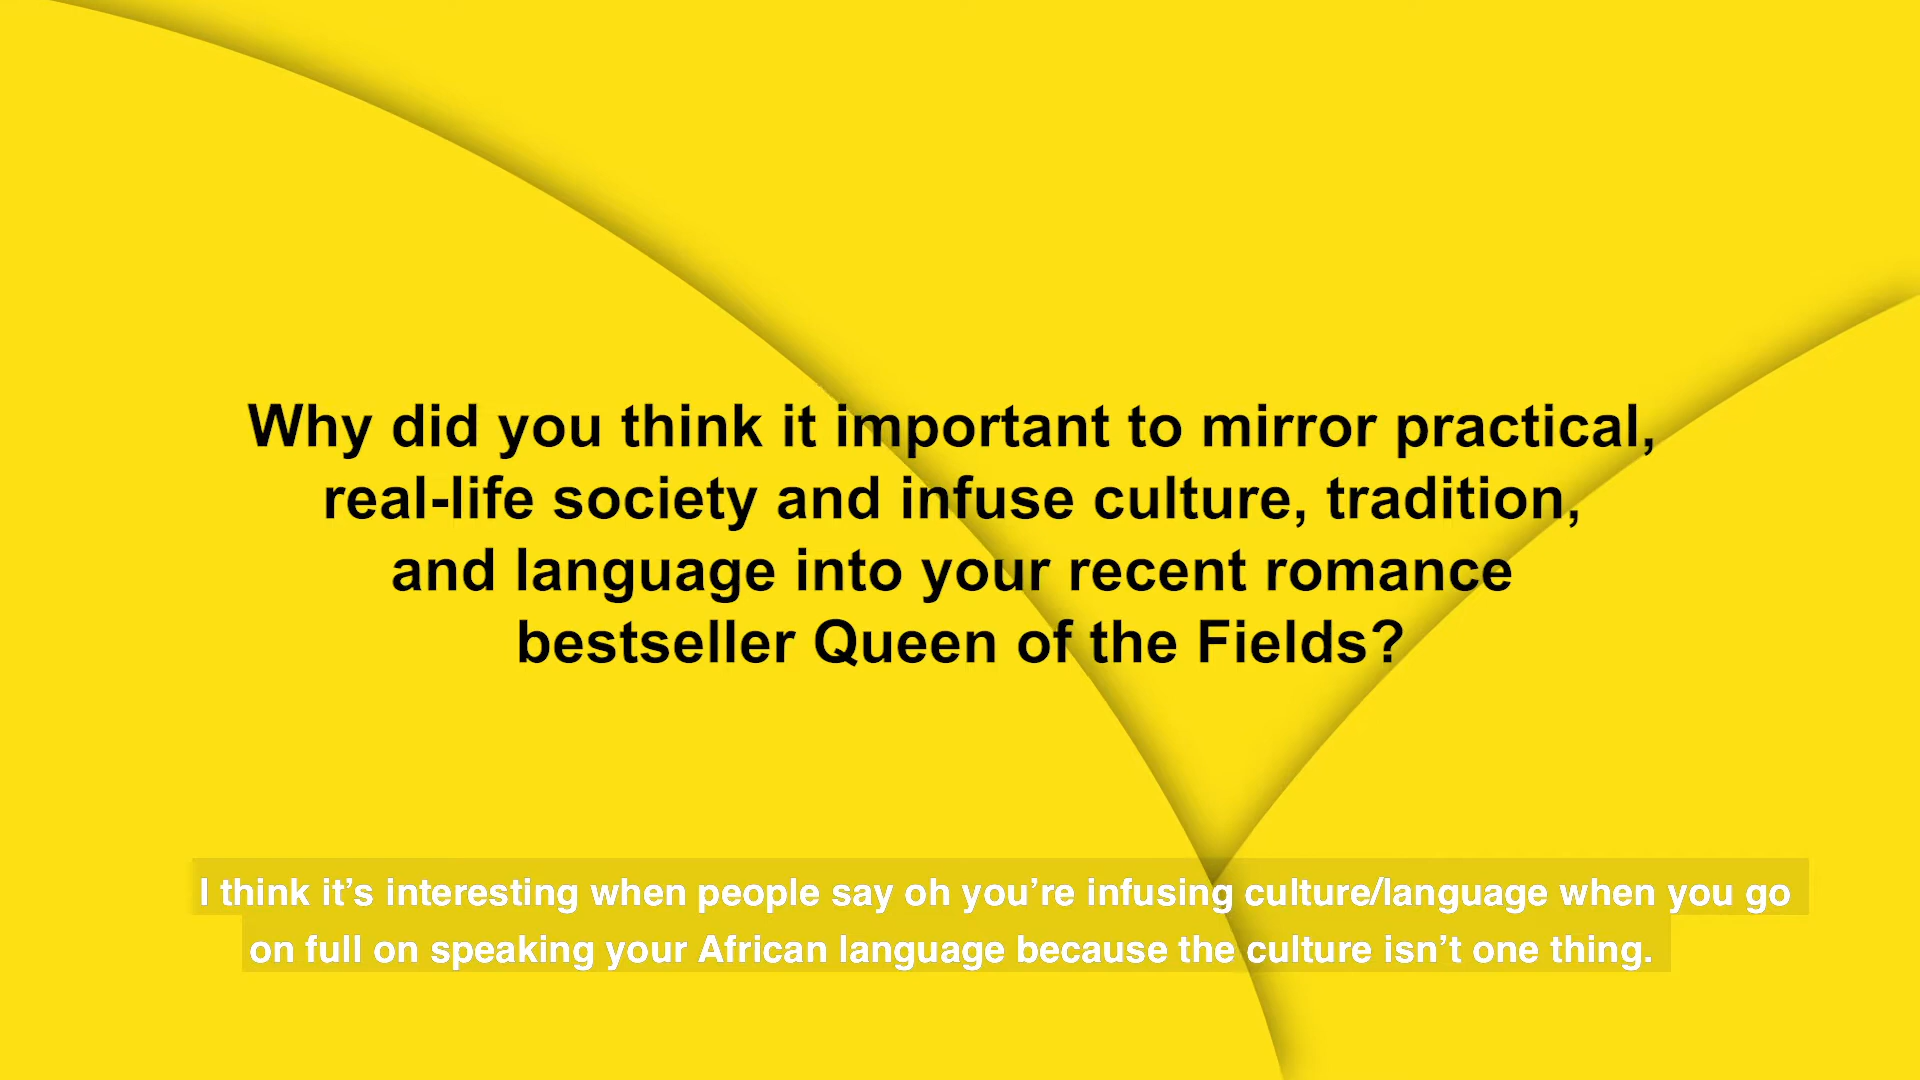 Why did you think it important to mirror practical,
real-life society and infuse culture, tradition,
and language into your recent romance
bestseller Queen of the Fields?
I think it’s interesting when people say oh you’re infusing culture/language when you go
on full on speaking your African language because the culture isn’t one thing.